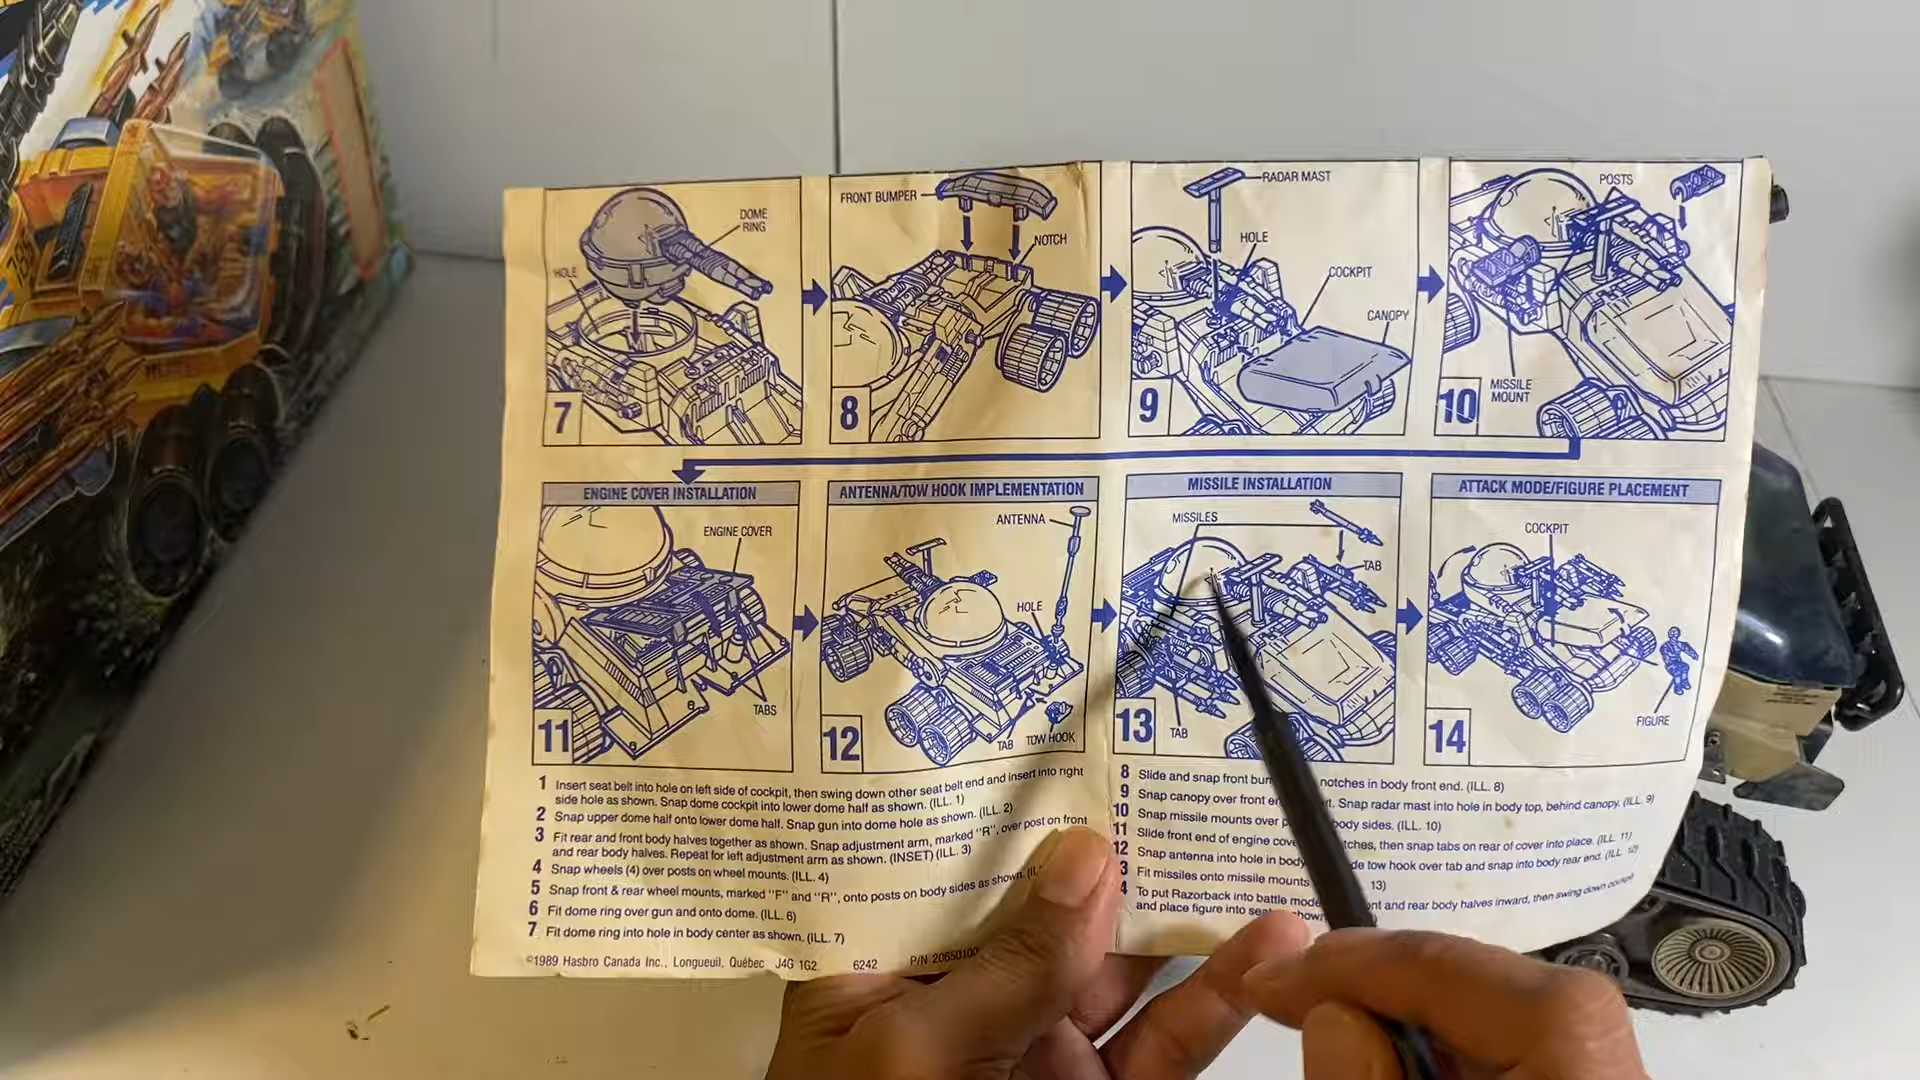 DOME
RING
HOLE
7
FRONT BUMPER
NOTCH
8
RADAR MAST
HOLE
COCKPIT
CANOPY
9
POSTS
MISSILE
MOUNT
10
ENGINE COVER INSTALLATION
ENGINE COVER
TABS
11
ANTENNA/TOW HOOK IMPLEMENTATION
ANTENNA
HOLE
TAB
TOW HOOK
12
MISSILE INSTALLATION
MISSILES
TAB
TAB
13
ATTACK MODE/FIGURE PLACEMENT
COCKPIT
FIGURE
14
1 Insert seat belt into hole on left side of cockpit, then swing down other seat belt end and insert into right
side hole as shown. Snap dome cockpit into lower dome half as shown. (ILL. 1)
2 Snap upper dome half onto lower dome half. Snap gun into dome hole as shown. (ILL. 2)
3 Fit rear and front body halves together as shown. Snap adjustment arm, marked "R", over post on front
and rear body halves. Repeat for left adjustment arm as shown. (INSET) (ILL. 3)
4 Snap wheels (4) over posts on wheel mounts. (ILL. 4)
5 Snap front & rear wheel mounts, marked "F" and "R", onto posts on body sides as shown.
6 Fit dome ring over gun and onto dome. (ILL. 6)
7 Fit dome ring into hole in body center as shown. (ILL. 7)
©1989 Hasbro Canada Inc., Longueuil, Québec J4G 1G2 6242 P/N 20650100
8 Slide and snap front notches in body front end. (ILL. 8)
9 Snap canopy over front Snap radar mast into hole in body top, behind canopy. (ILL. 9)
10 Snap missile mounts over body sides. (ILL. 10)
11 Slide front end of engine then snap tabs on rear of cover into place. (ILL. 11)
12 Snap antenna into hole in tow hook over tab and snap into body rear end. (ILL. 12)
3 Fit missiles onto missile mounts 13)
4 To put Razorback into battle and rear body halves inward, then swing down
and place figure into